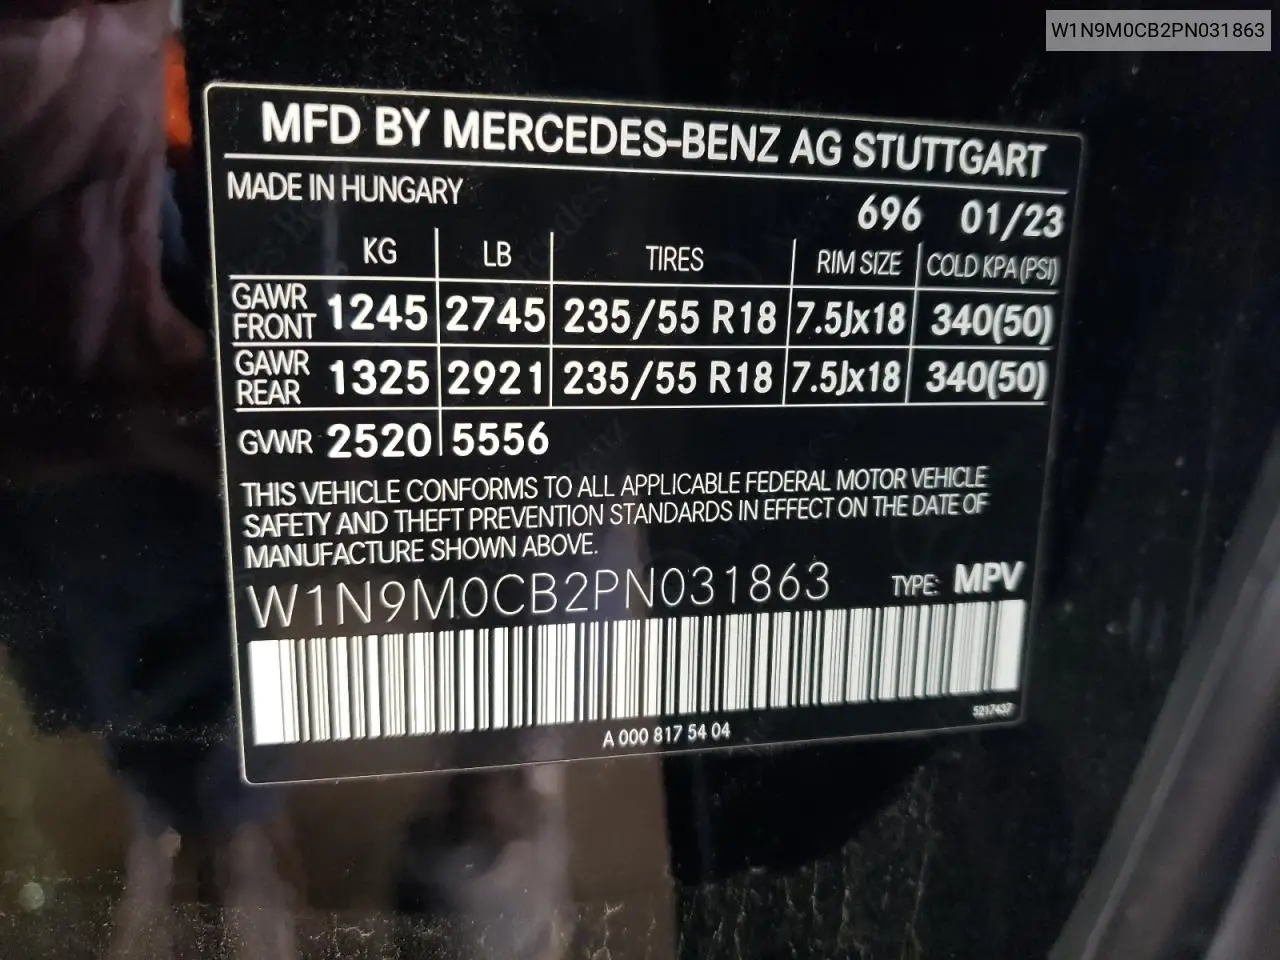 W1N9M0CB2PN031863
MFD BY MERCEDES-BENZ AG STUTTGART
MADE IN HUNGARY
696 01/23
KG LB TIRES RIM SIZE COLD KPA (PSI)
GAWR FRONT 1245 2745 235/55 R18 7.5Jx18 340(50)
GAWR REAR 1325 2921 235/55 R18 7.5Jx18 340(50)
GVWR 2520 5556
THIS VEHICLE CONFORMS TO ALL APPLICABLE FEDERAL MOTOR VEHICLE
SAFETY AND THEFT PREVENTION STANDARDS IN EFFECT ON THE DATE OF
MANUFACTURE SHOWN ABOVE.
W1N9M0CB2PN031863 TYPE: MPV
5217437
A 000 817 54 04